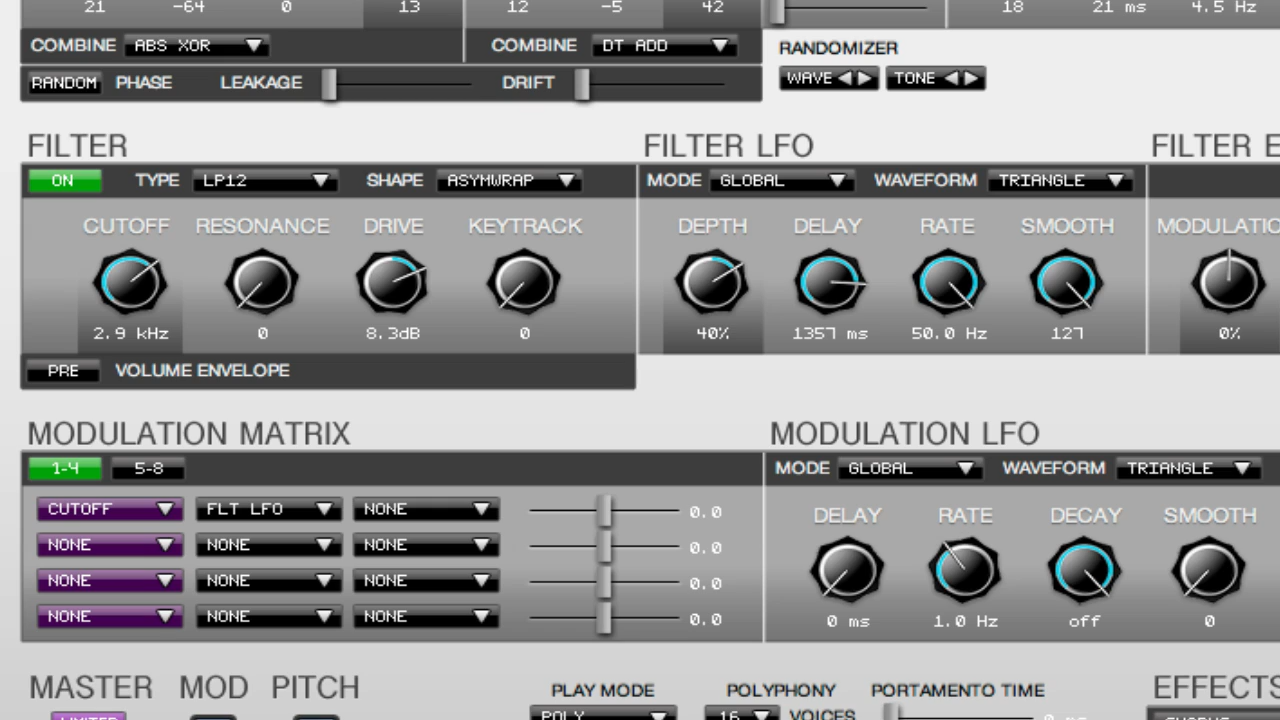 21 -64 0 13 12 -5 42 18 21 ms 4.5 Hz
COMBINE ABS XOR COMBINE DT ADD RANDOMIZER
RANDOM PHASE LEAKAGE DRIFT WAVE TONE
FILTER FILTER LFO FILTER E
ON TYPE LP12 SHAPE ASYMWRAP MODE GLOBAL WAVEFORM TRIANGLE
CUTOFF RESONANCE DRIVE KEYTRACK DEPTH DELAY RATE SMOOTH MODULATIO
2.9 kHz 0 8.3dB 0 40% 1357 ms 50.0 Hz 127 0%
PRE VOLUME ENVELOPE
MODULATION MATRIX MODULATION LFO
1-4 5-8 MODE GLOBAL WAVEFORM TRIANGLE
CUTOFF FLT LFO NONE 0.0
DELAY RATE DECAY SMOOTH
NONE NONE NONE 0.0
NONE NONE NONE 0.0
NONE NONE NONE 0.0
0 ms 1.0 Hz off 0
MASTER MOD PITCH PLAY MODE POLYPHONY PORTAMENTO TIME EFFECTS
LIMITER POLY 16 VOICES 0 ms CHORUS